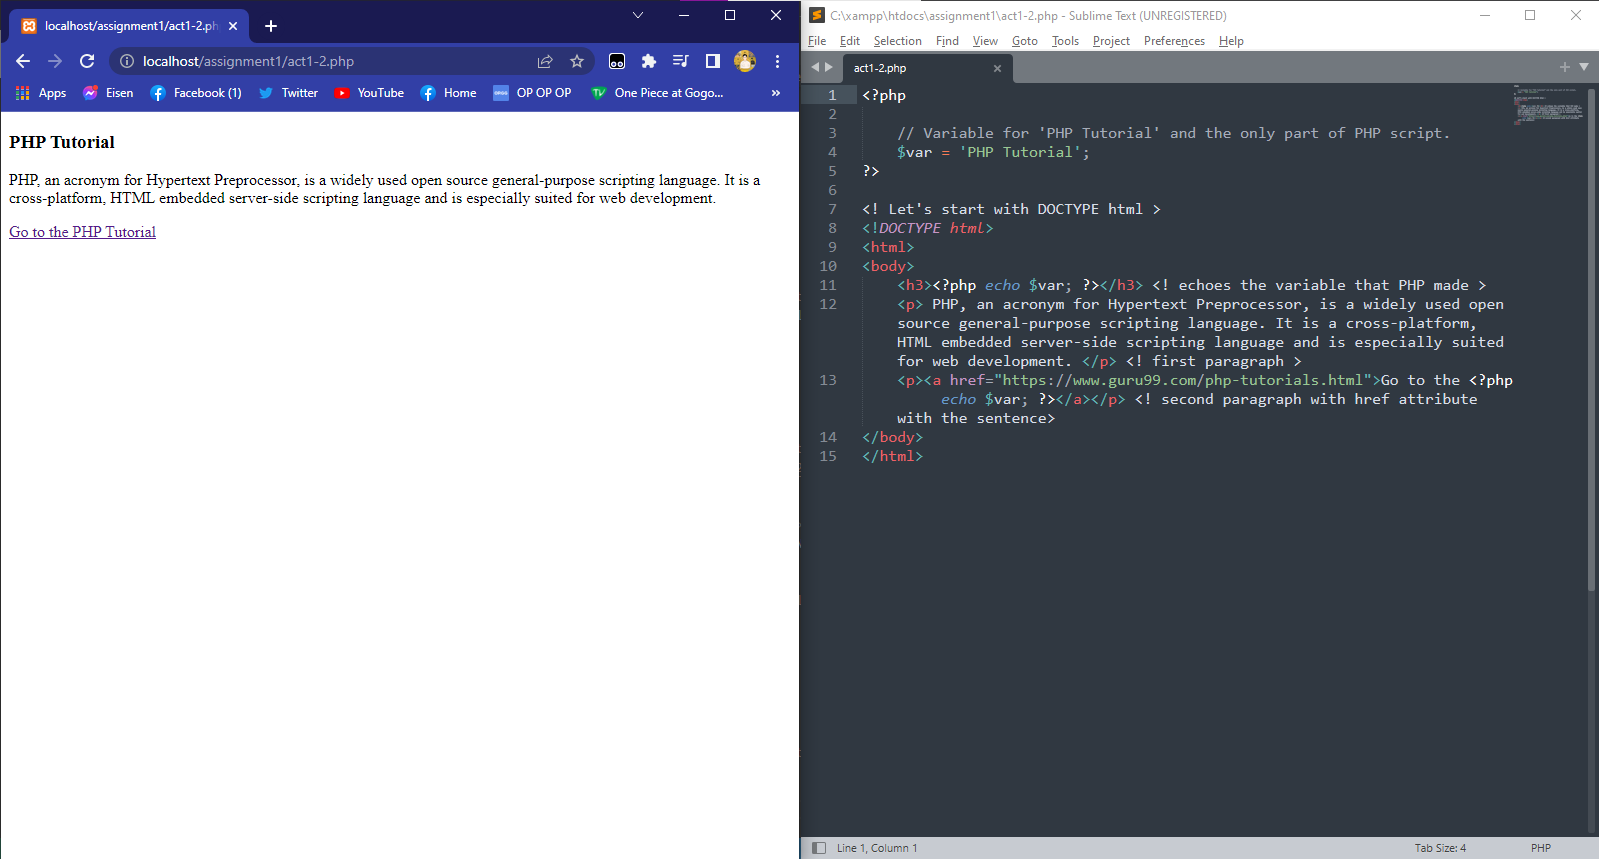 localhost/assignment1/act1-2.ph
localhost/assignment1/act1-2.php
Apps Eisen Facebook (1) Twitter YouTube Home OP OP OP One Piece at Gogo... »
PHP Tutorial
PHP, an acronym for Hypertext Preprocessor, is a widely used open source general-purpose scripting language. It is a
cross-platform, HTML embedded server-side scripting language and is especially suited for web development.
Go to the PHP Tutorial
C:\xampp\htdocs\assignment1\act1-2.php - Sublime Text (UNREGISTERED)
File Edit Selection Find View Goto Tools Project Preferences Help
act1-2.php
1 <?php
2
3 // Variable for 'PHP Tutorial' and the only part of PHP script.
4 $var = 'PHP Tutorial';
5 ?>
6
7 <! Let's start with DOCTYPE html >
8 <!DOCTYPE html>
9 <html>
10 <body>
11 <h3><?php echo $var; ?></h3> <! echoes the variable that PHP made >
12 <p> PHP, an acronym for Hypertext Preprocessor, is a widely used open
source general-purpose scripting language. It is a cross-platform,
HTML embedded server-side scripting language and is especially suited
for web development. </p> <! first paragraph >
13 <p><a href="https://www.guru99.com/php-tutorials.html">Go to the <?php
echo $var; ?></a></p> <! second paragraph with href attribute
with the sentence>
14 </body>
15 </html>
Line 1, Column 1 Tab Size: 4 PHP